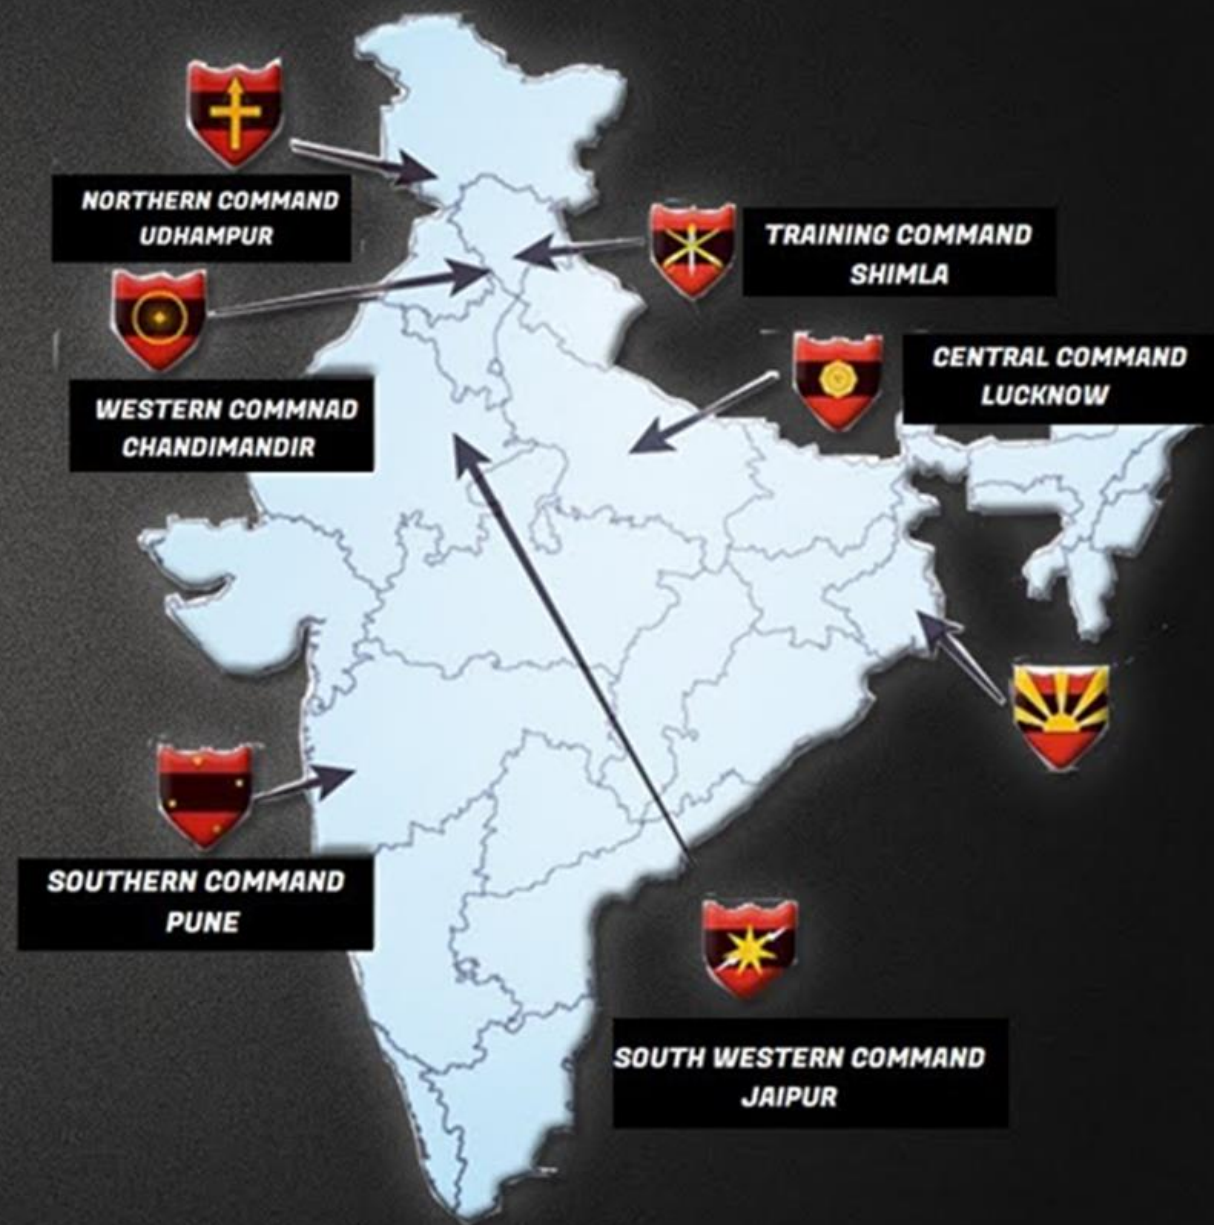 NORTHERN COMMAND
UDHAMPUR
TRAINING COMMAND
SHIMLA
CENTRAL COMMAND
LUCKNOW
WESTERN COMMNAD
CHANDIMANDIR
SOUTHERN COMMAND
PUNE
SOUTH WESTERN COMMAND
JAIPUR